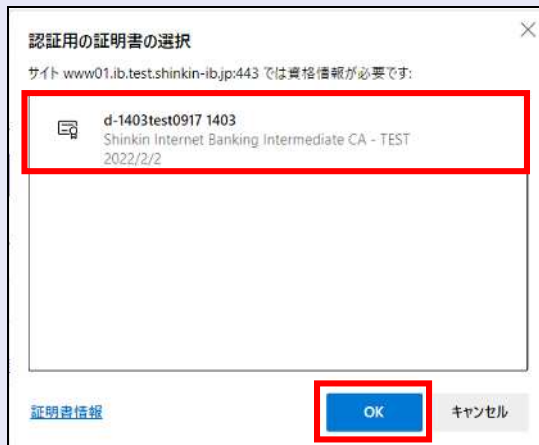 認証用の証明書の選択
サイト www01.ib.test.shinkin-ib.jp:443 では資格情報が必要です:
d-1403test0917 1403
Shinkin Internet Banking Intermediate CA - TEST
2022/2/2
証明書情報
OK
キャンセル